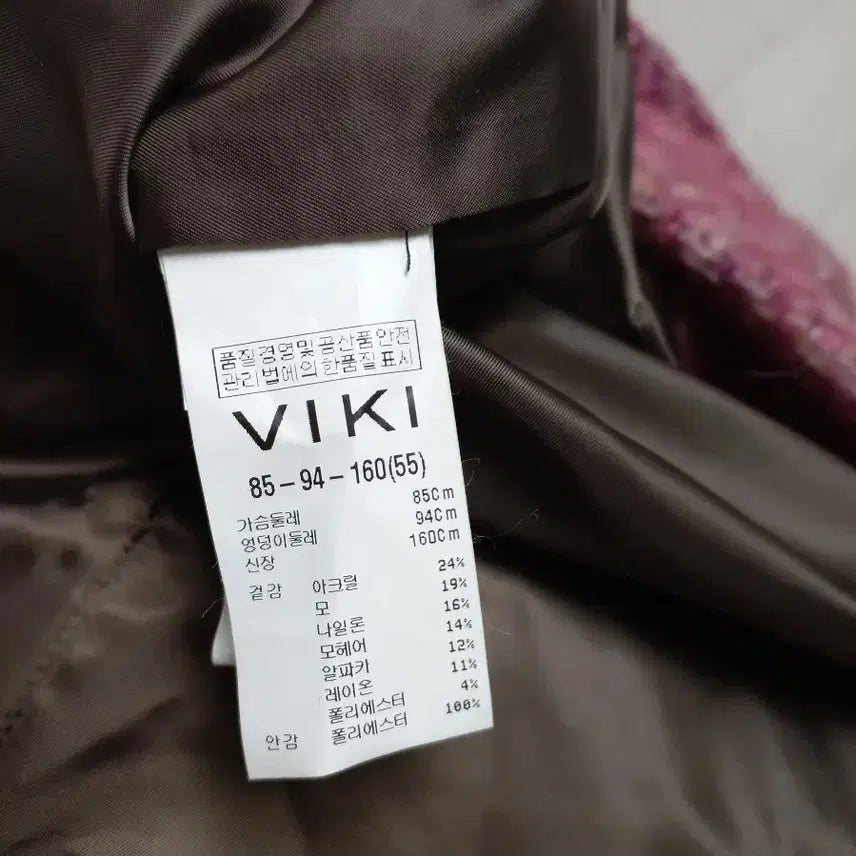 품질경영및공산품안전
관리법에의한품질표시
VIKI
85-94-160(55)
가슴둘레 85Cm
엉덩이둘레 94Cm
신장 160Cm
겉감 아크릴 24%
모 19%
나일론 16%
모헤어 14%
알파카 12%
레이온 11%
폴리에스터 4%
안감 폴리에스터 100%